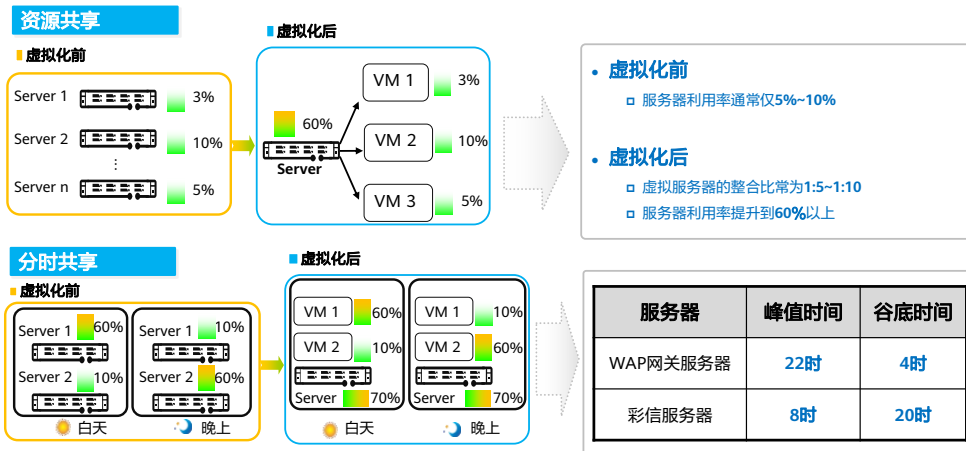 资源共享
虚拟化前
Server 1
3%
Server 2
10%
⋮
Server n
5%
虚拟化后
60%
Server
VM 1
3%
VM 2
10%
VM 3
5%
• 虚拟化前
服务器利用率通常仅5%~10%
• 虚拟化后
虚拟服务器的整合比常为1:5~1:10
服务器利用率提升到60%以上
分时共享
虚拟化前
Server 1
60%
Server 2
10%
白天
Server 1
10%
Server 2
60%
晚上
虚拟化后
VM 1
60%
VM 2
10%
Server
70%
白天
VM 1
10%
VM 2
60%
Server
70%
晚上
服务器 峰值时间 谷底时间
WAP网关服务器 22时 4时
彩信服务器 8时 20时